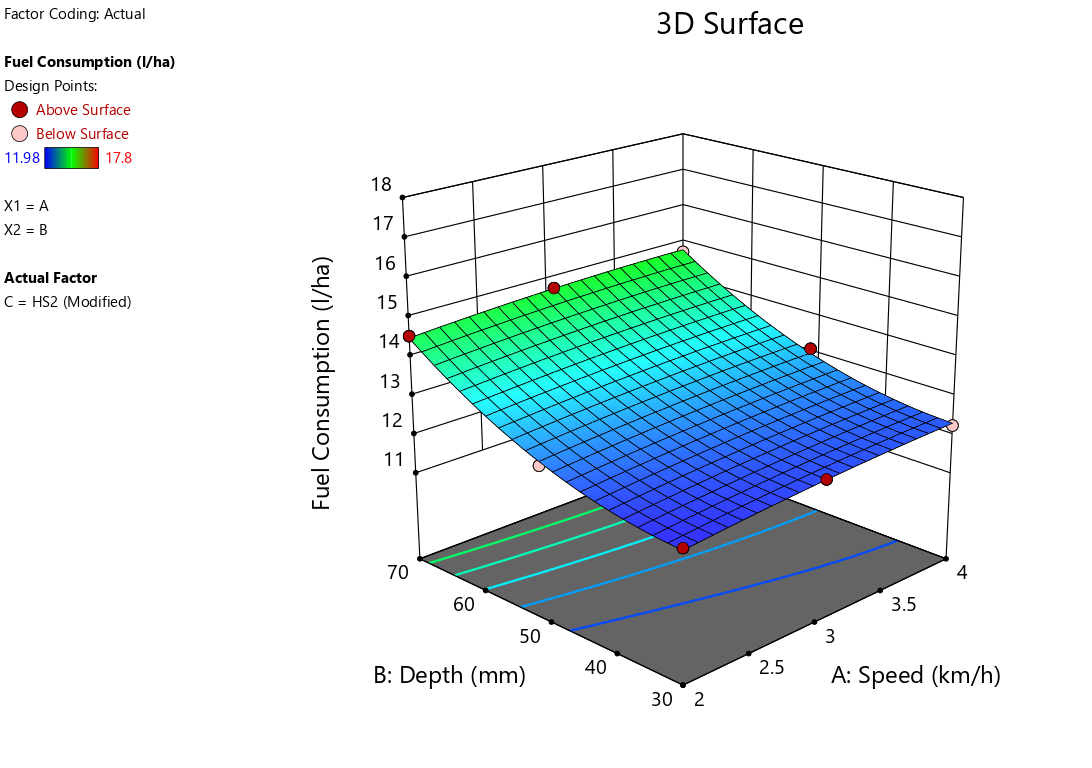 Factor Coding: Actual
3D Surface
Fuel Consumption (l/ha)
Design Points:
Above Surface
Below Surface
11.98 17.8
X1 = A
X2 = B
Actual Factor
C = HS2 (Modified)
18
17
16
15
14
13
12
11
Fuel Consumption (l/ha)
70
60
50
40
30
B: Depth (mm)
2
2.5
3
3.5
4
A: Speed (km/h)